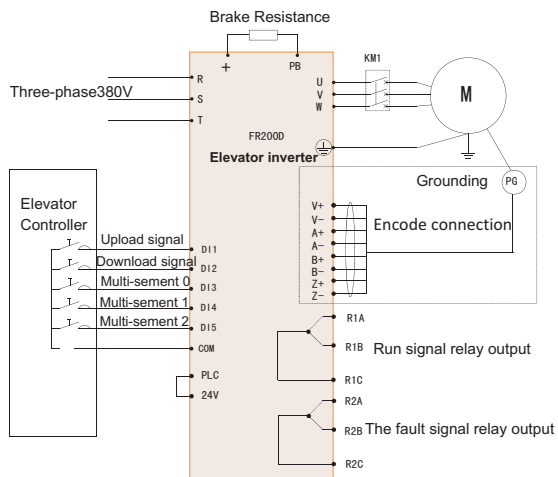 Brake Resistance
+
PB
KM1
R
S
T
Three-phase380V
U
V
W
M
FR200D
Elevator inverter
Grounding
PG
Elevator
Controller
V+
V-
A+
A-
B+
B-
Z+
Z-
Encode connection
Upload signal
DI1
Download signal
DI2
Multi-sement 0
DI3
Multi-sement 1
DI4
Multi-sement 2
DI5
COM
PLC
24V
R1A
R1B
Run signal relay output
R1C
R2A
R2B
The fault signal relay output
R2C